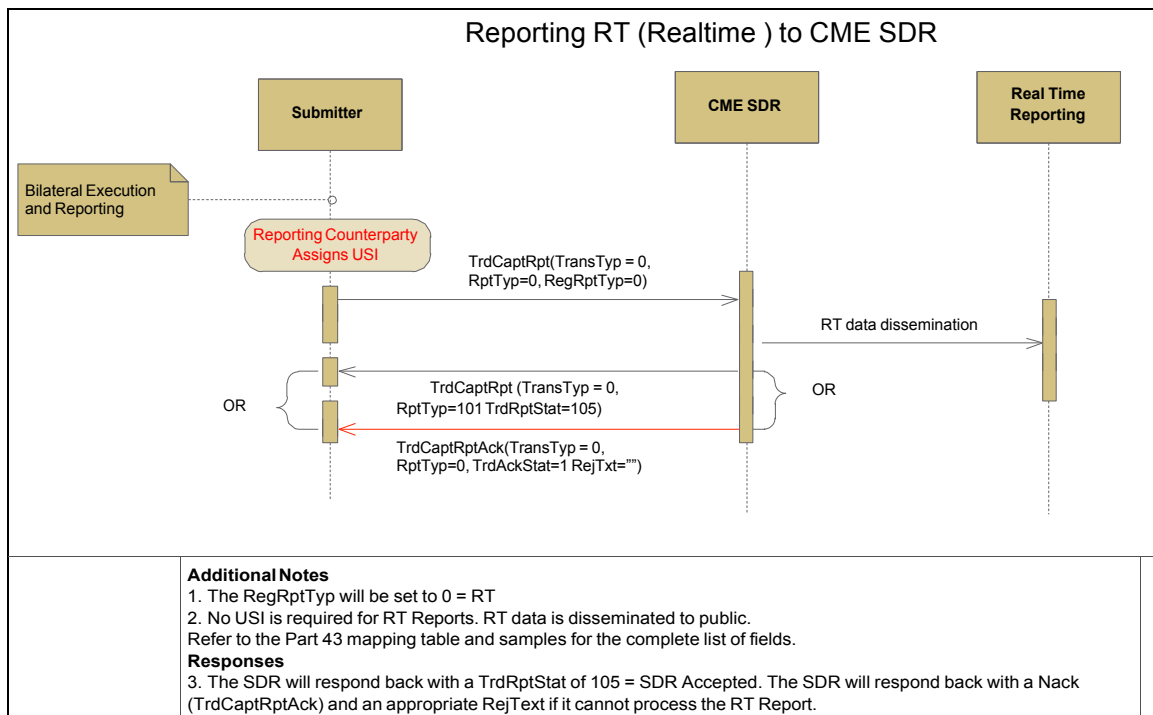 Reporting RT (Realtime ) to CME SDR
Submitter
CME SDR
Real Time
Reporting
Bilateral Execution
and Reporting
Reporting Counterparty
Assigns USI
TrdCaptRpt(TransTyp = 0,
RptTyp=0, RegRptTyp=0)
RT data dissemination
OR
TrdCaptRpt (TransTyp = 0,
RptTyp=101 TrdRptStat=105)
OR
TrdCaptRptAck(TransTyp = 0,
RptTyp=0, TrdAckStat=1 RejTxt="")
Additional Notes
1. The RegRptTyp will be set to 0 = RT
2. No USI is required for RT Reports. RT data is disseminated to public.
Refer to the Part 43 mapping table and samples for the complete list of fields.
Responses
3. The SDR will respond back with a TrdRptStat of 105 = SDR Accepted. The SDR will respond back with a Nack
(TrdCaptRptAck) and an appropriate RejText if it cannot process the RT Report.